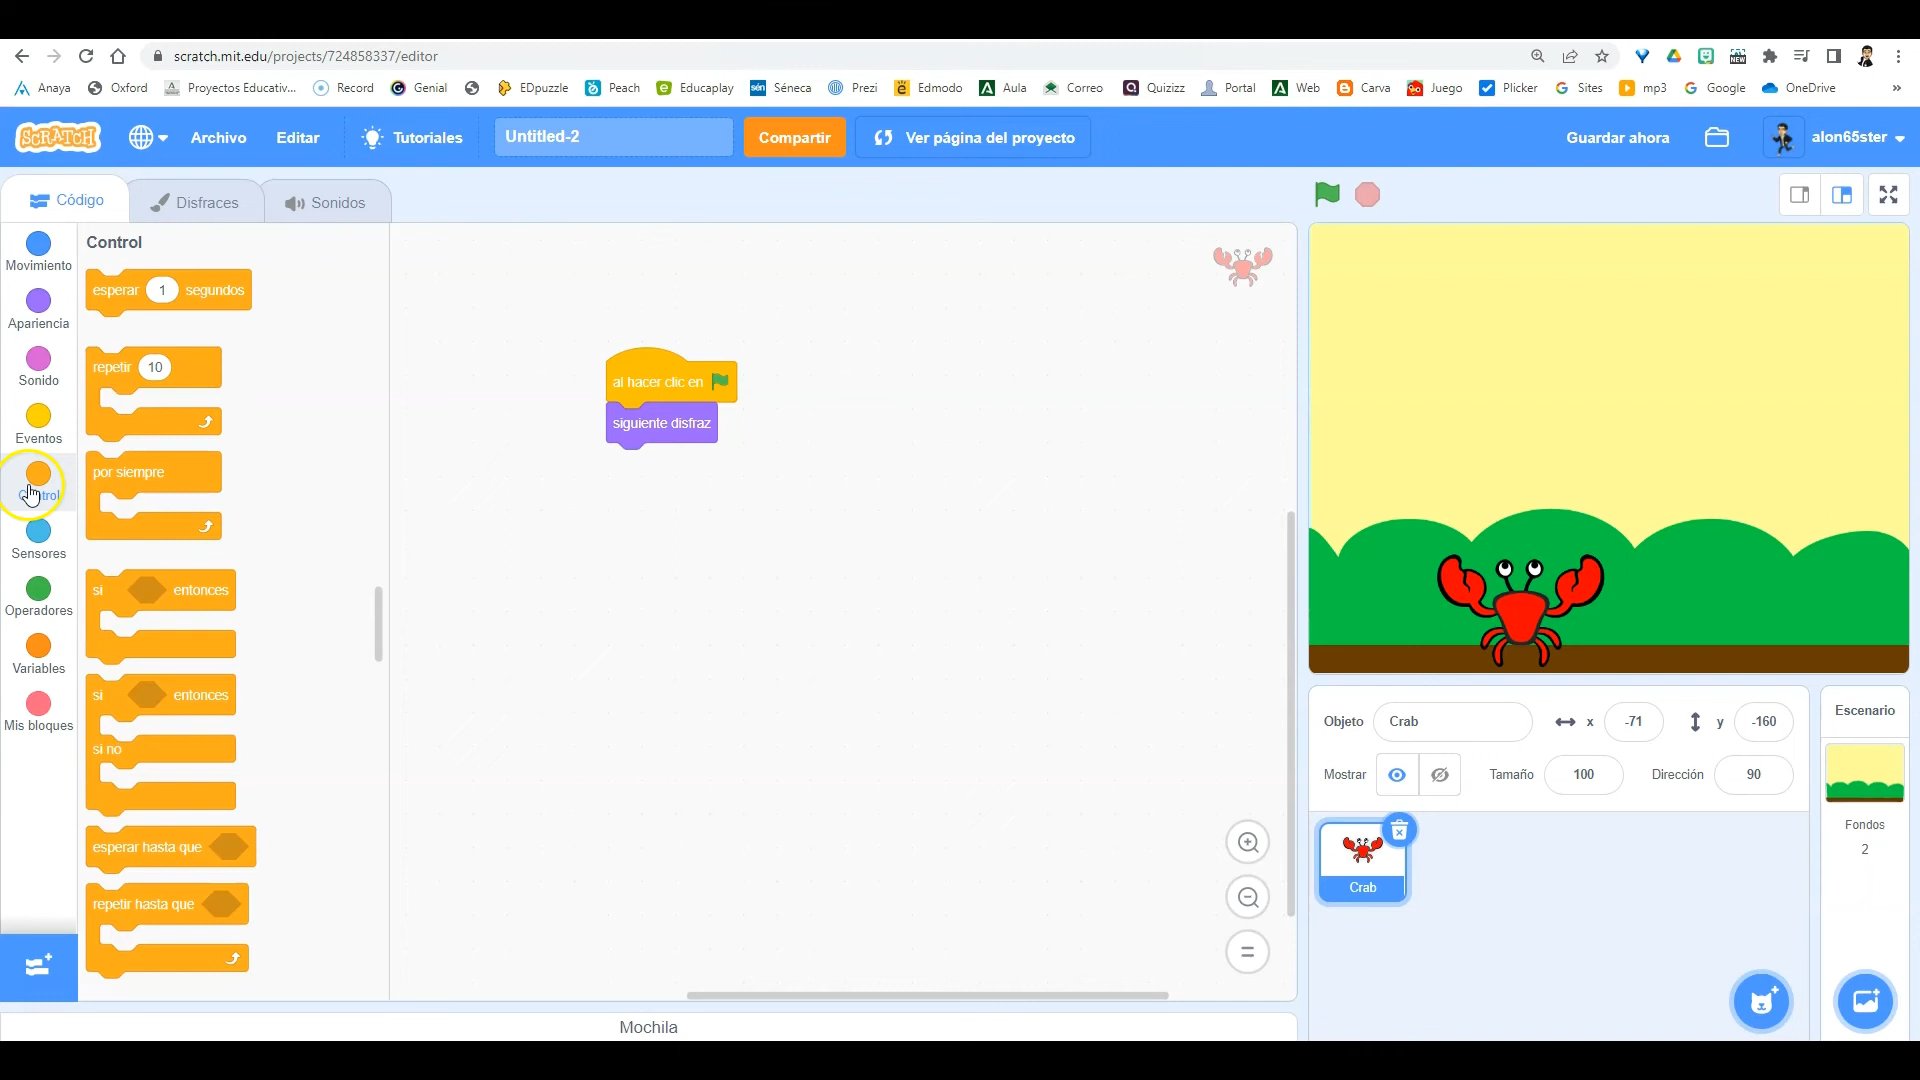 scratch.mit.edu/projects/724858337/editor
Anaya Oxford Proyectos Educativ... Record Genial EDpuzzle Peach Educaplay Séneca Prezi Edmodo Aula Correo Quizizz Portal Web Carva Juego Plicker Sites mp3 Google OneDrive »
SCRATCH Archivo Editar Tutoriales Untitled-2 Compartir Ver página del proyecto Guardar ahora alon65ster
Código Disfraces Sonidos
Movimiento
Apariencia
Sonido
Eventos
Control
Sensores
Operadores
Variables
Mis bloques
Control
esperar 1 segundos
repetir 10
por siempre
si entonces
si entonces
si no
esperar hasta que
repetir hasta que
al hacer clic en
siguiente disfraz
Objeto Crab x -71 y -160
Mostrar Tamaño 100 Dirección 90
Crab
Escenario
Fondos
2
Mochila